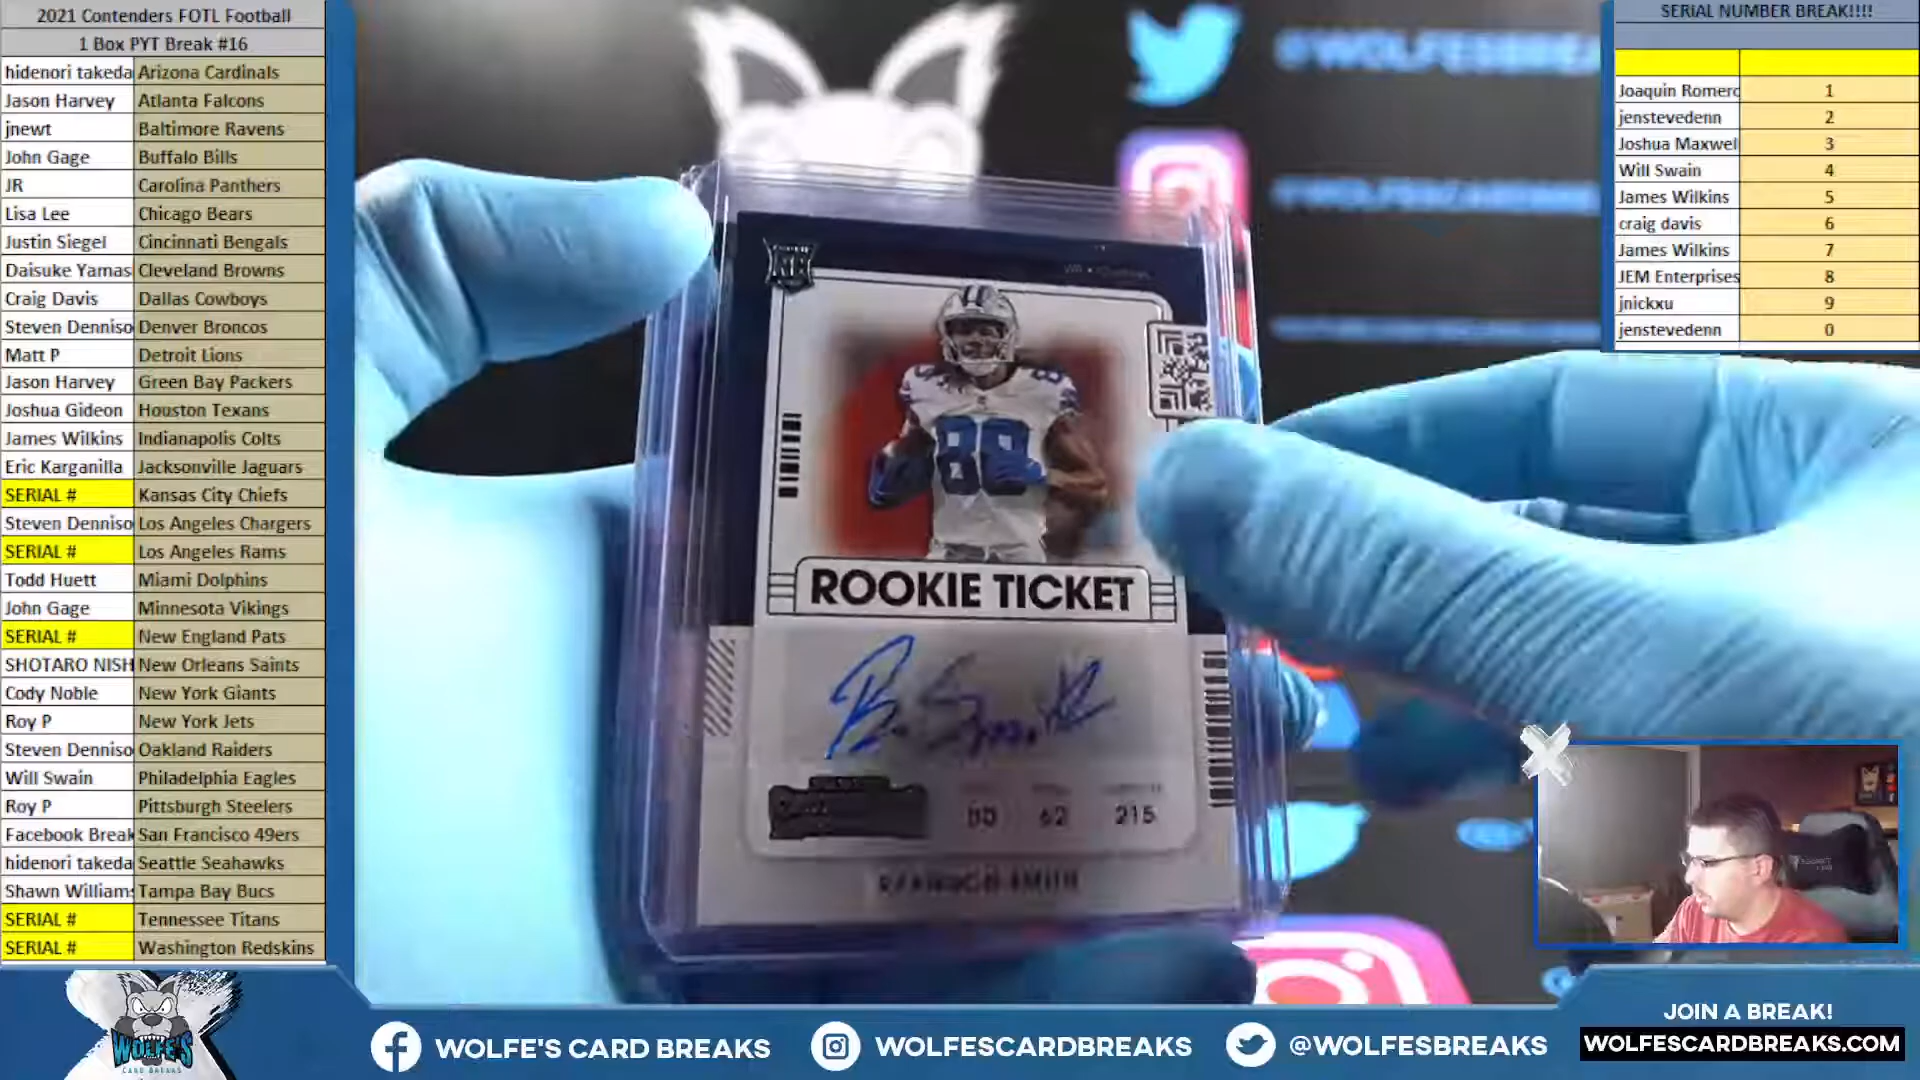 2021 Contenders FOTL Football
1 Box PYT Break #16
hidenori takeda Arizona Cardinals
Jason Harvey Atlanta Falcons
jnewt Baltimore Ravens
John Gage Buffalo Bills
JR Carolina Panthers
Lisa Lee Chicago Bears
Justin Siegel Cincinnati Bengals
Daisuke Yamas Cleveland Browns
Craig Davis Dallas Cowboys
Steven Denniso Denver Broncos
Matt P Detroit Lions
Jason Harvey Green Bay Packers
Joshua Gideon Houston Texans
James Wilkins Indianapolis Colts
Eric Karganilla Jacksonville Jaguars
SERIAL # Kansas City Chiefs
Steven Denniso Los Angeles Chargers
SERIAL # Los Angeles Rams
Todd Huett Miami Dolphins
John Gage Minnesota Vikings
SERIAL # New England Pats
SHOTARO NISH New Orleans Saints
Cody Noble New York Giants
Roy P New York Jets
Steven Denniso Oakland Raiders
Will Swain Philadelphia Eagles
Roy P Pittsburgh Steelers
Facebook Break San Francisco 49ers
hidenori takeda Seattle Seahawks
Shawn Williams Tampa Bay Bucs
SERIAL # Tennessee Titans
SERIAL # Washington Redskins
@WOLFESBREA
@WOLFESCARDBREA
88
ROOKIE TICKET
215
SMITH
SERIAL NUMBER BREAK!!!!
Joaquin Romero 1
jenstevedenn 2
Joshua Maxwel 3
Will Swain 4
James Wilkins 5
craig davis 6
James Wilkins 7
JEM Enterprises 8
jnickxu 9
jenstevedenn 0
WOLFE'S
CARD BREAKS
WOLFE'S CARD BREAKS
WOLFESCARDBREAKS
@WOLFESBREAKS
JOIN A BREAK!
WOLFESCARDBREAKS.COM